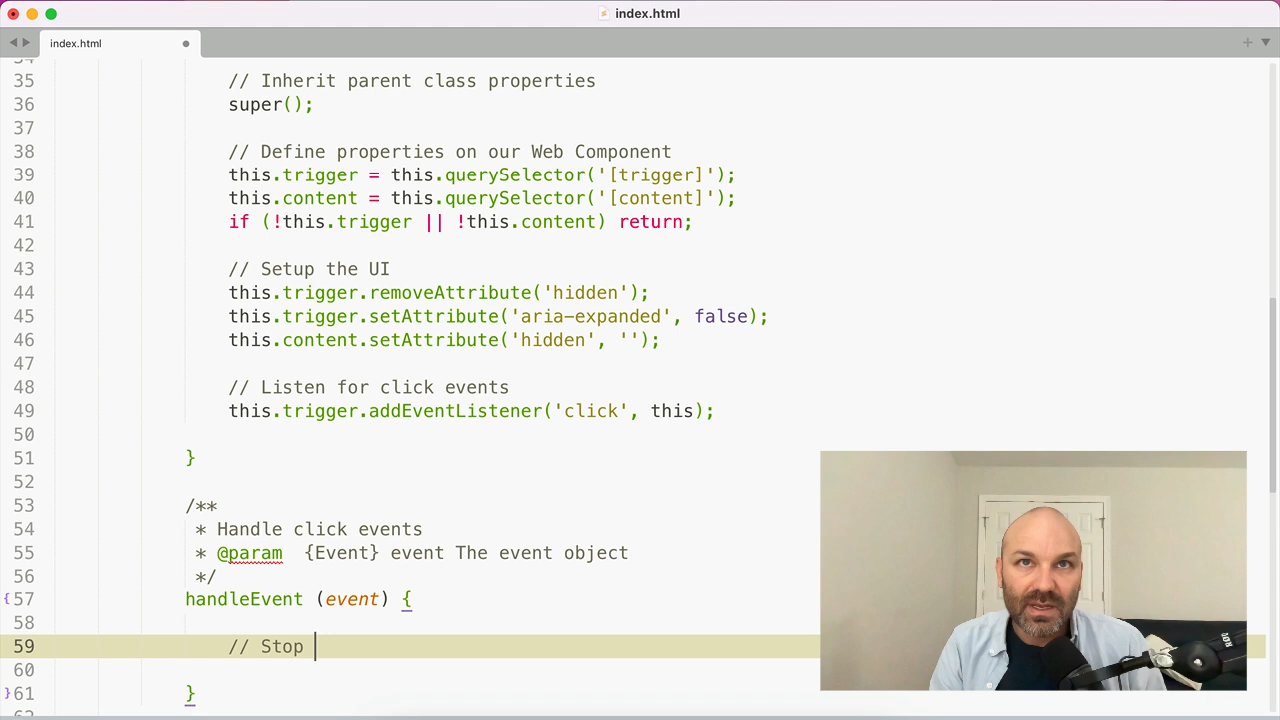 index.html
index.html
34
35 // Inherit parent class properties
36 super();
37
38 // Define properties on our Web Component
39 this.trigger = this.querySelector('[trigger]');
40 this.content = this.querySelector('[content]');
41 if (!this.trigger || !this.content) return;
42
43 // Setup the UI
44 this.trigger.removeAttribute('hidden');
45 this.trigger.setAttribute('aria-expanded', false);
46 this.content.setAttribute('hidden', '');
47
48 // Listen for click events
49 this.trigger.addEventListener('click', this);
50
51 }
52
53 /**
54 * Handle click events
55 * @param {Event} event The event object
56 */
57 handleEvent (event) {
58
59 // Stop
60
61 }
62